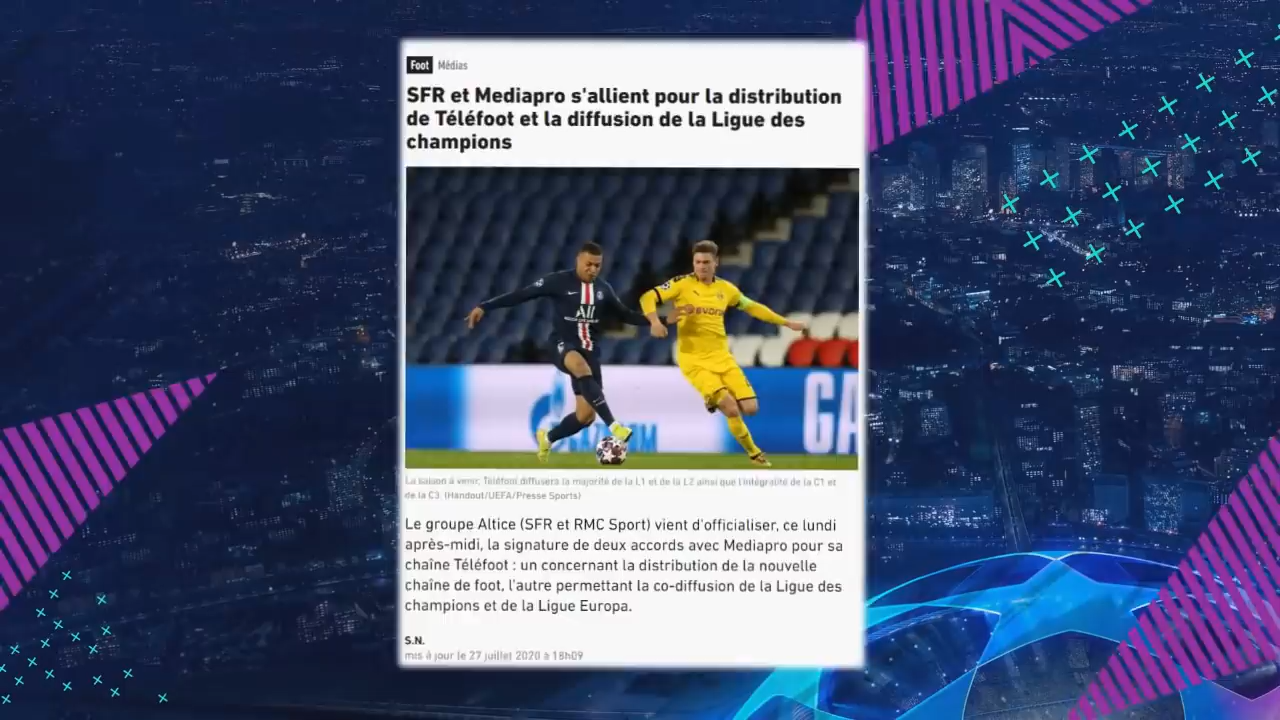 Foot Médias
SFR et Mediapro s'allient pour la distribution
de Téléfoot et la diffusion de la Ligue des
champions
ALL
evonik
GAZPROM
GA
La saison à venir, Téléfoot diffusera la majorité de la L1 et de la L2 ainsi que l'intégralité de la C1 et
de la C3. (Handout/UEFA/Presse Sports)
Le groupe Altice (SFR et RMC Sport) vient d'officialiser, ce lundi
après-midi, la signature de deux accords avec Mediapro pour sa
chaîne Téléfoot : un concernant la distribution de la nouvelle
chaîne de foot, l'autre permettant la co-diffusion de la Ligue des
champions et de la Ligue Europa.
S.N.
mis à jour le 27 juillet 2020 à 18h09